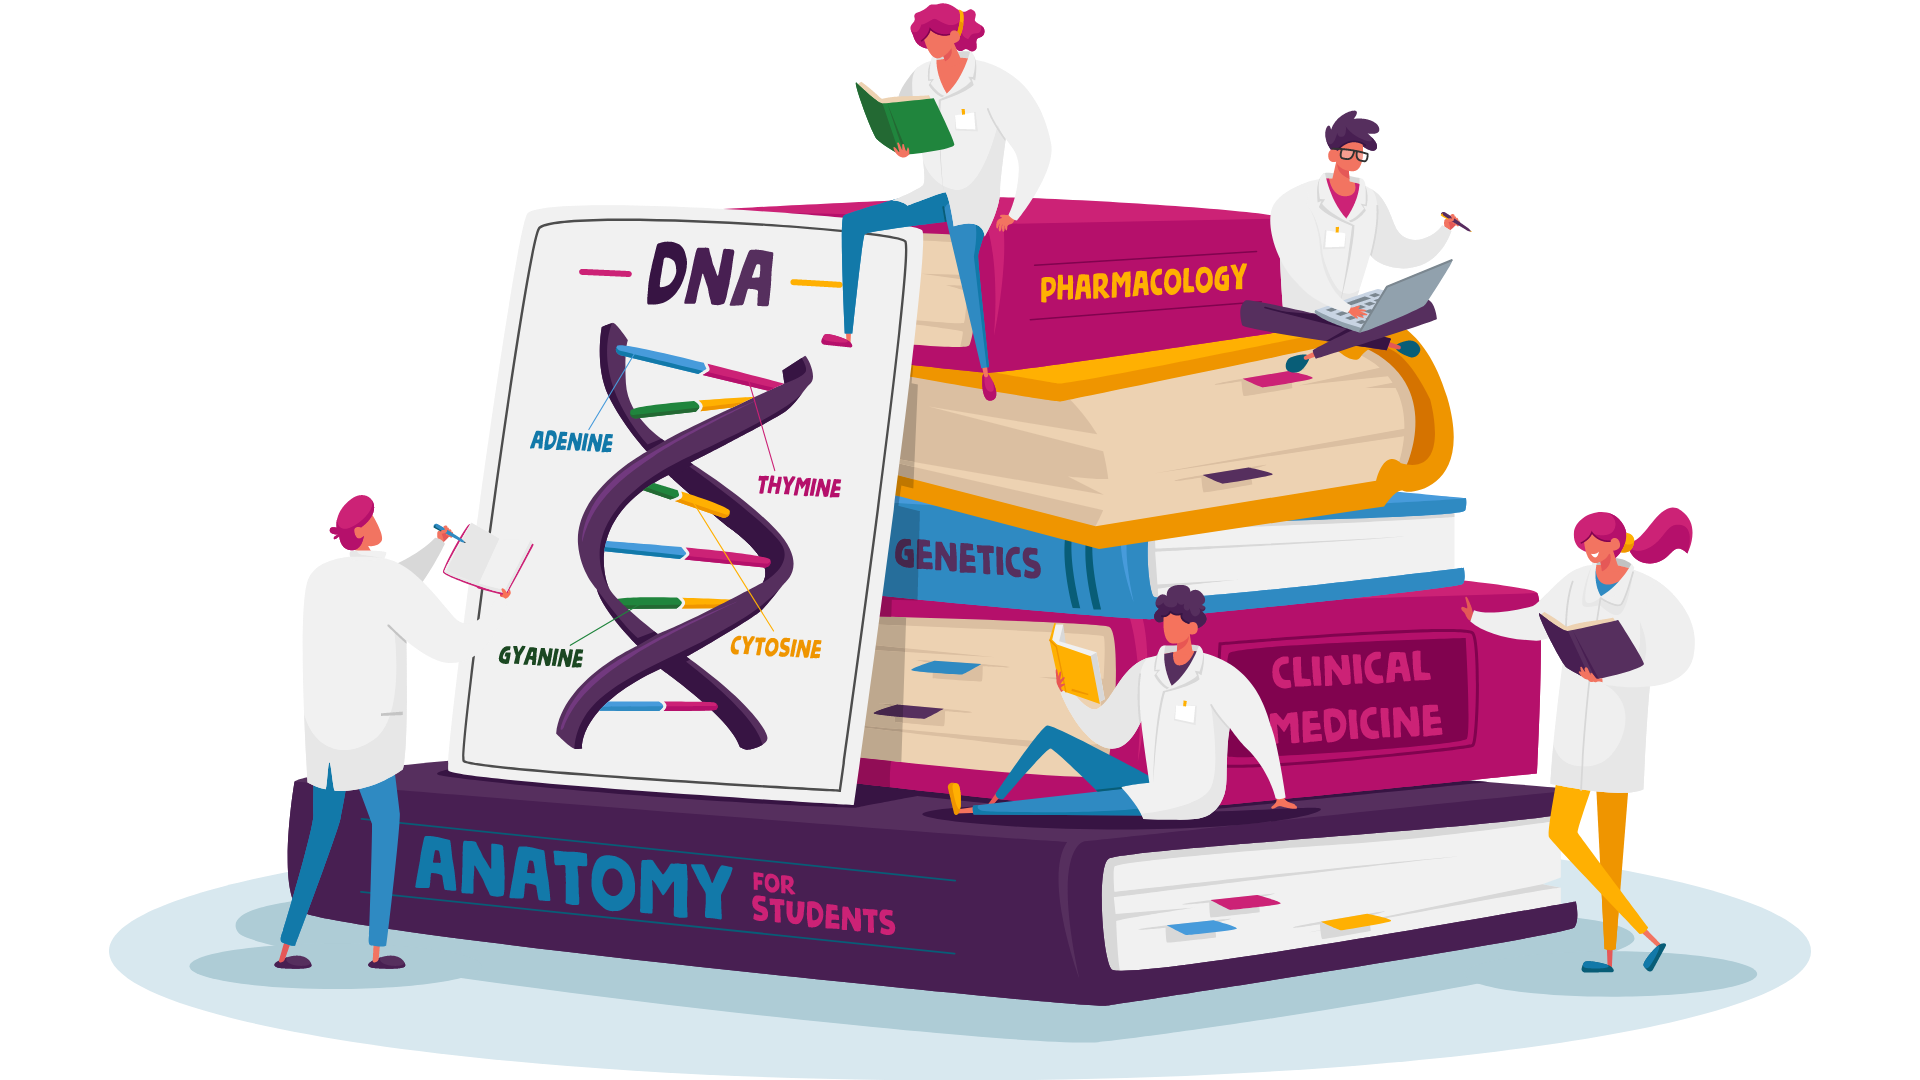 DNA
ADENINE
THYMINE
GYANINE
CYTOSINE
PHARMACOLOGY
GENETICS
CLINICAL
MEDICINE
ANATOMY
FOR
STUDENTS